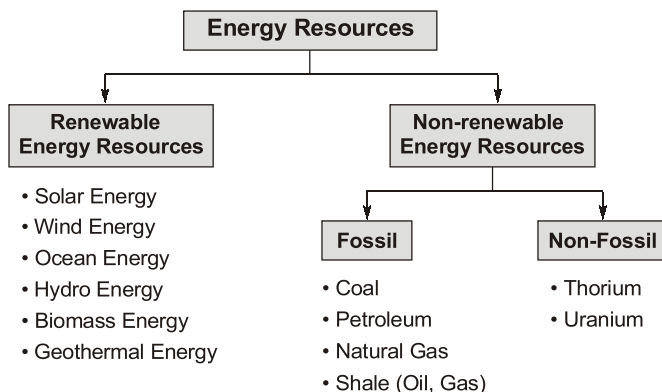 Energy Resources
Renewable
Energy Resources
• Solar Energy
• Wind Energy
• Ocean Energy
• Hydro Energy
• Biomass Energy
• Geothermal Energy
Non-renewable
Energy Resources
Fossil
• Coal
• Petroleum
• Natural Gas
• Shale (Oil, Gas)
Non-Fossil
• Thorium
• Uranium